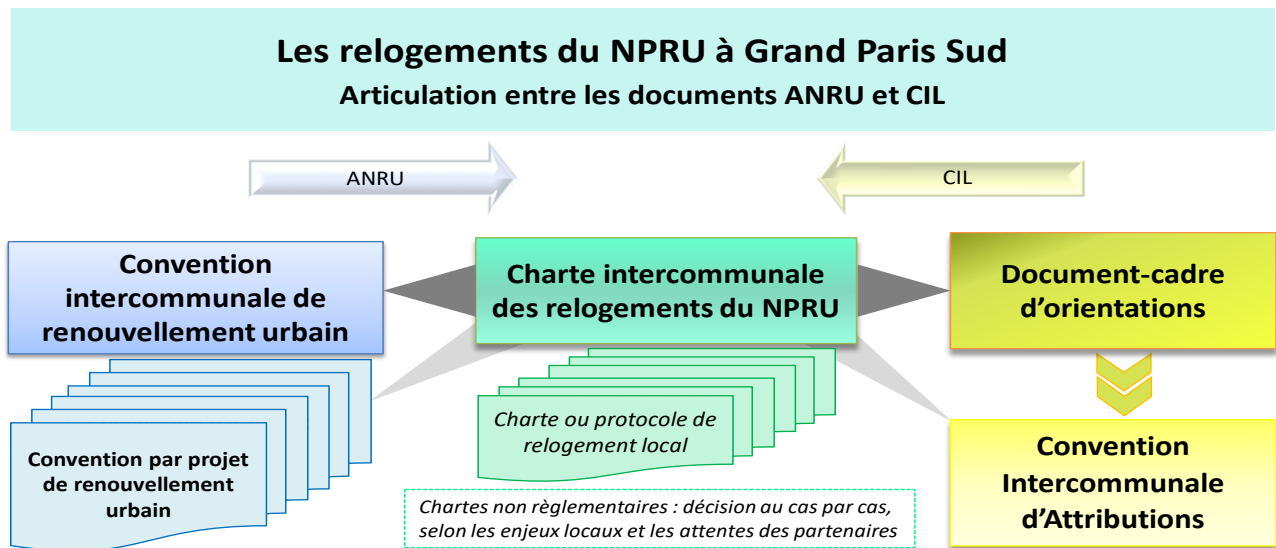 Les relogements du NPRU à Grand Paris Sud
Articulation entre les documents ANRU et CIL
ANRU
CIL
Convention
intercommunale de
renouvellement urbain
Charte intercommunale
des relogements du NPRU
Document-cadre
d’orientations
Convention par projet
de renouvellement
urbain
Charte ou protocole de
relogement local
Chartes non règlementaires : décision au cas par cas,
selon les enjeux locaux et les attentes des partenaires
Convention
Intercommunale
d’Attributions